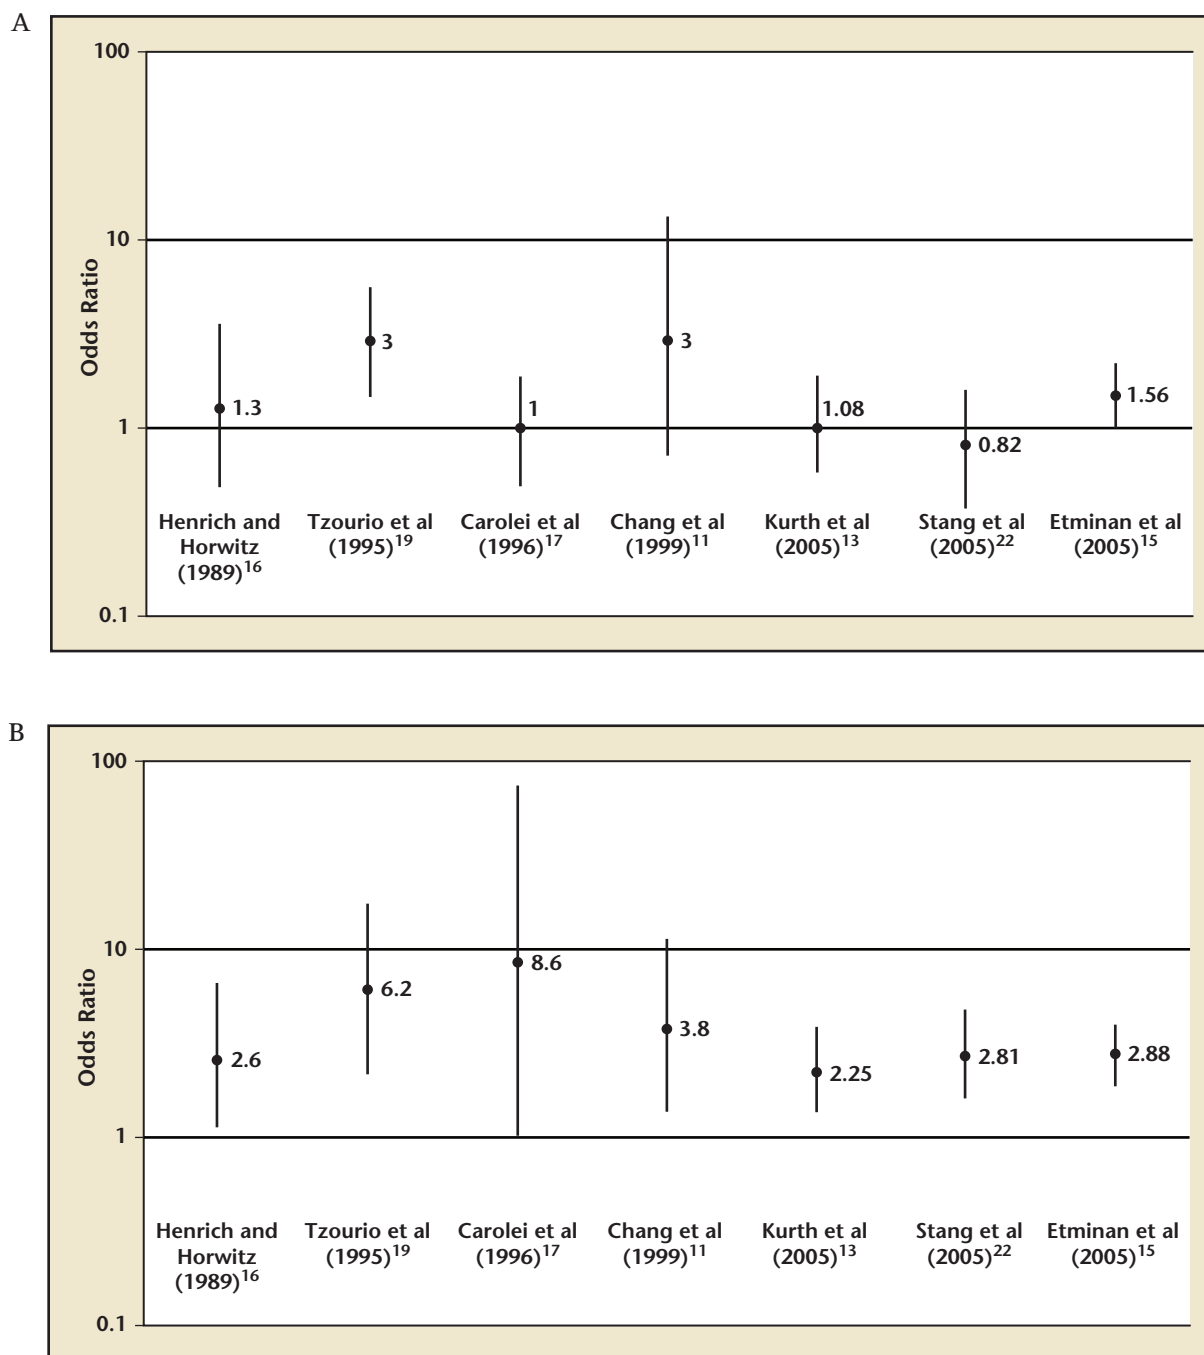 A
100
10
1
0.1
Odds Ratio
1.3
3
1
3
1.08
0.82
1.56
Henrich and
Horwitz
(1989)16
Tzourio et al
(1995)19
Carolei et al
(1996)17
Chang et al
(1999)11
Kurth et al
(2005)13
Stang et al
(2005)22
Etminan et al
(2005)15
B
100
10
1
0.1
Odds Ratio
2.6
6.2
8.6
3.8
2.25
2.81
2.88
Henrich and
Horwitz
(1989)16
Tzourio et al
(1995)19
Carolei et al
(1996)17
Chang et al
(1999)11
Kurth et al
(2005)13
Stang et al
(2005)22
Etminan et al
(2005)15